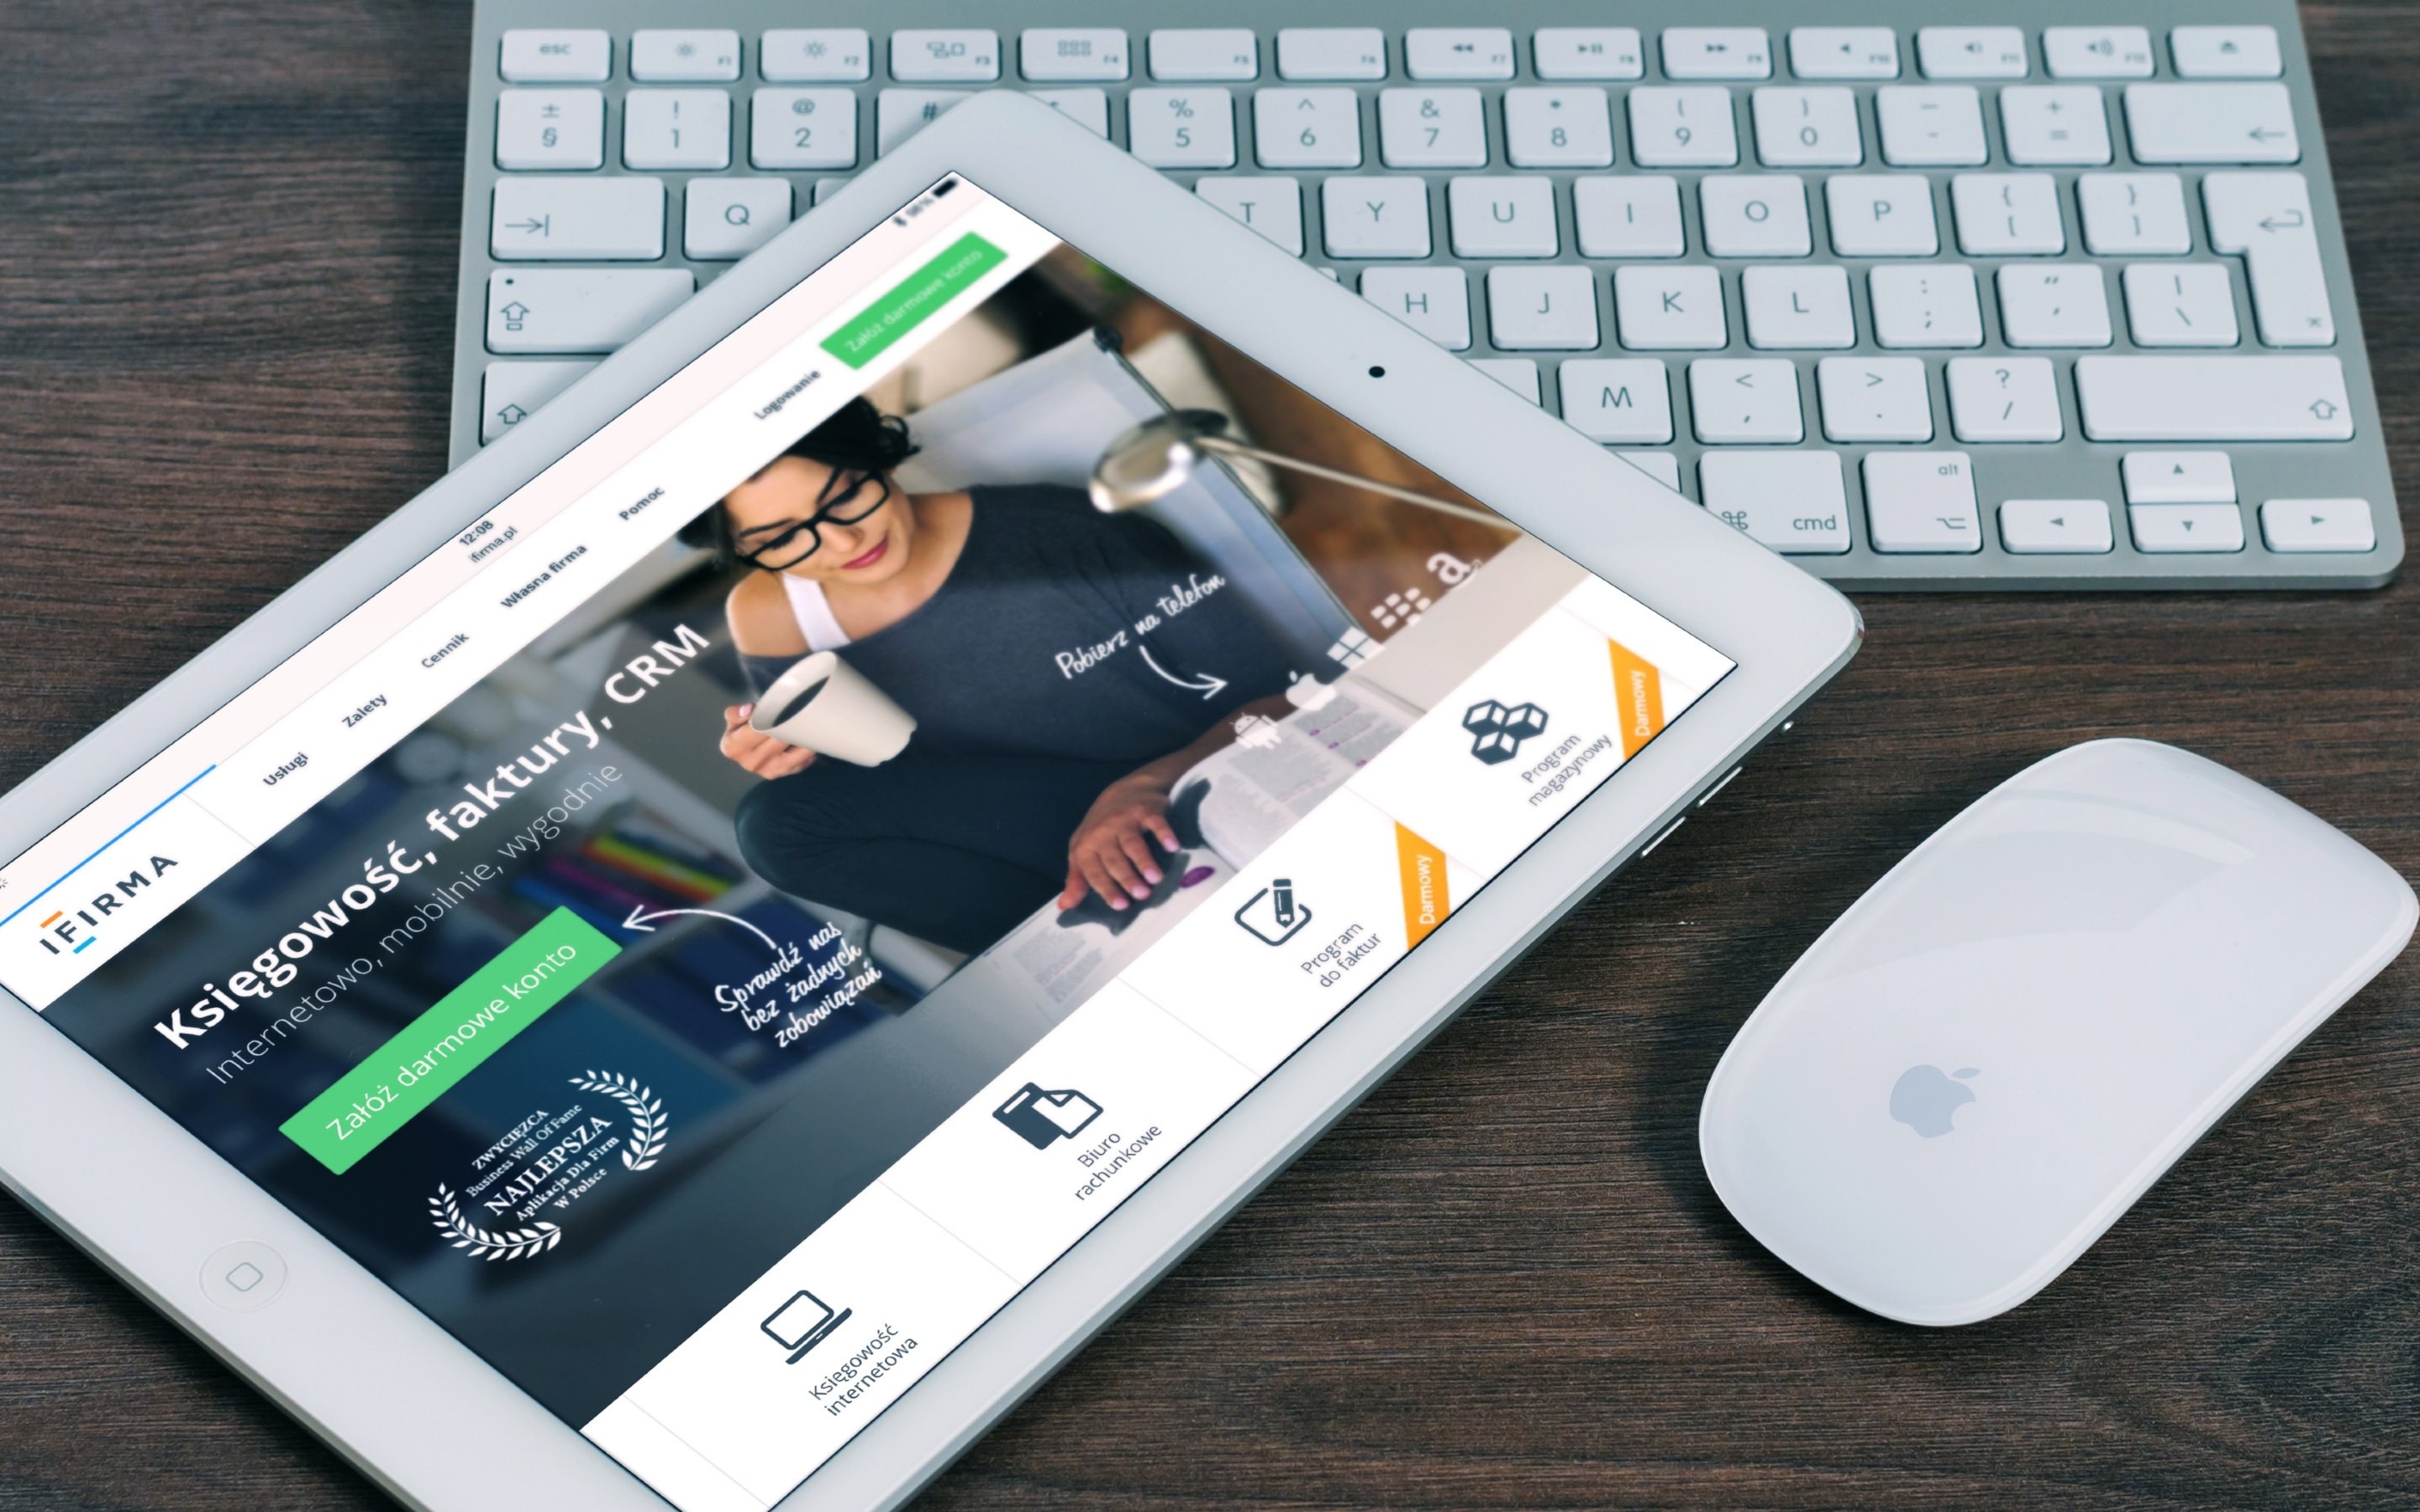 esc
F1
F2
F3
F4
F5
F6
F7
F8
F9
F10
F11
F12
± § ! 1 @ 2 # % 5 ^ 6 & 7 * 8 ( 9 ) 0 _ - + =
Q T Y U I O P { [ } ]
H J K L : ; " ' | \
M < , > . ? /
cmd
alt
12:08
ifirma.pl
IFIRMA
Usługi
Zalety
Cennik
Własna firma
Pomoc
Logowanie
Załóż darmowe konto
Księgowość, faktury, CRM
Internetowo, mobilnie, wygodnie
Załóż darmowe konto
Sprawdź nas
bez żadnych
zobowiązań
Pobierz na telefon
a
ZWYCIĘZCA
Business Wall Of Fame
NAJLEPSZA
Aplikacja Dla Firm
w Polsce
Księgowość
internetowa
Biuro
rachunkowe
Program
do faktur
Darmowy
Program
magazynowy
Darmowy